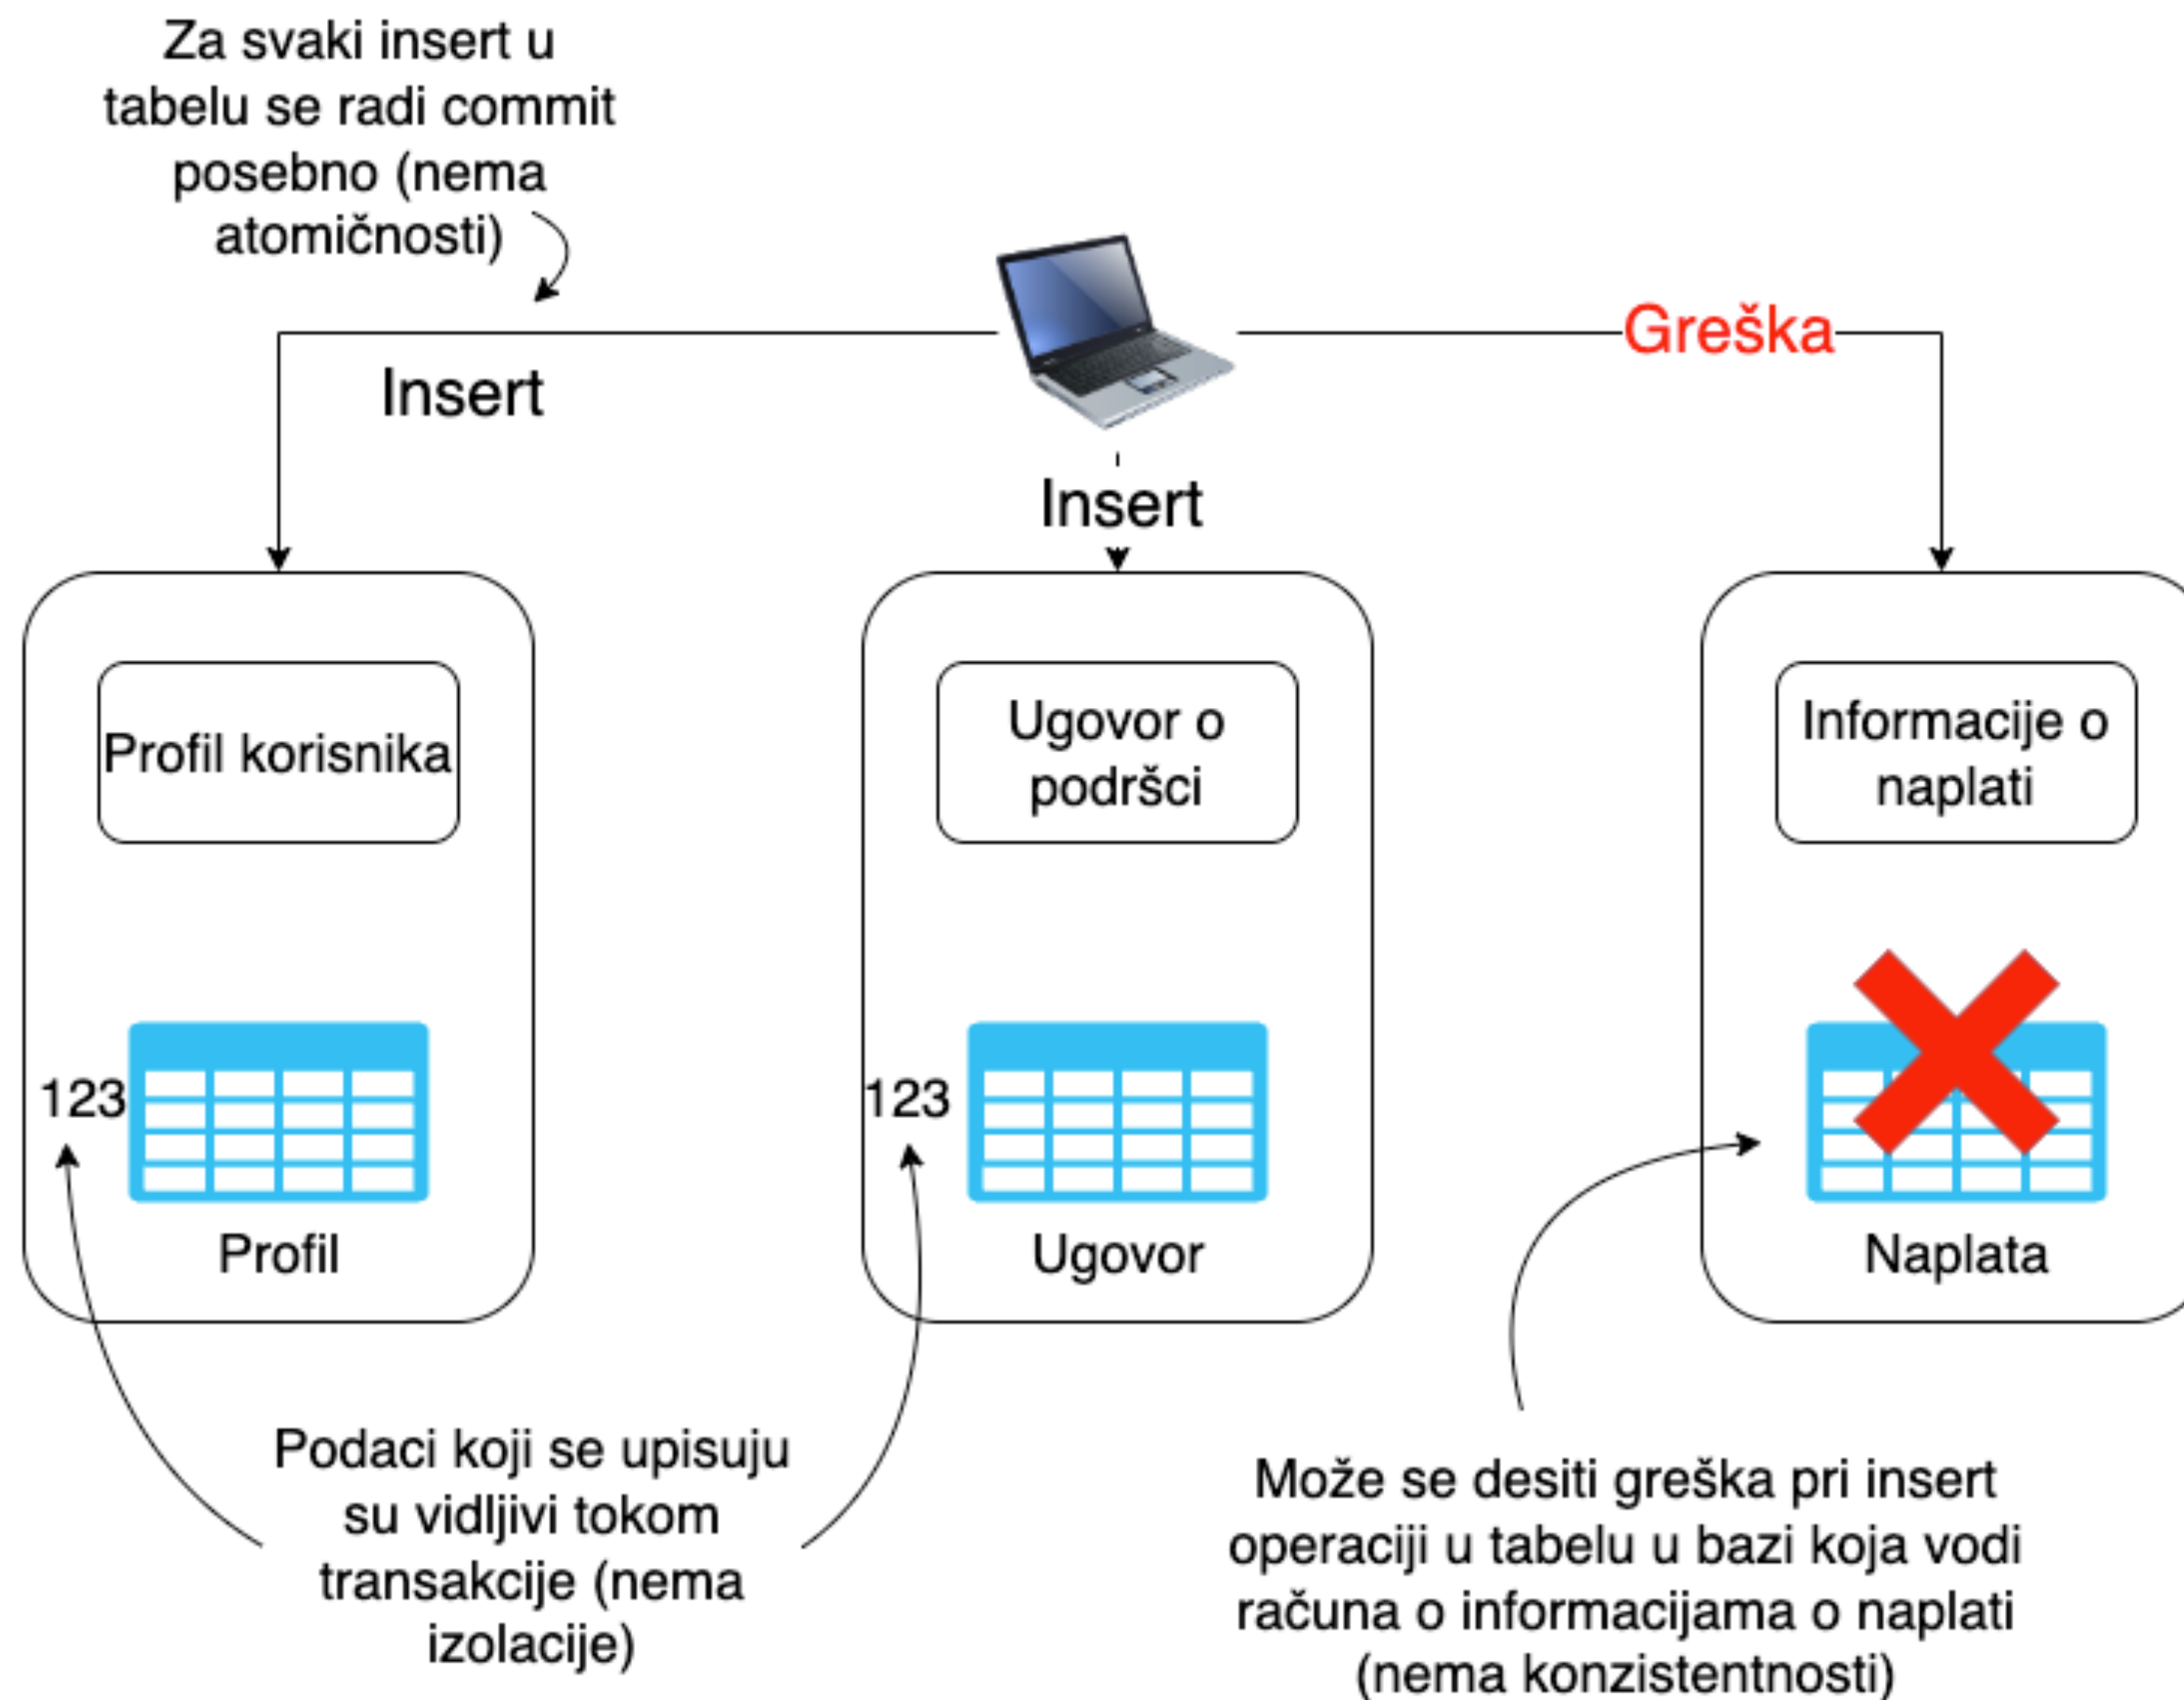 Za svaki insert u
tabelu se radi commit
posebno (nema
atomičnosti)
Greška
Insert
Insert
Profil korisnika
Ugovor o
podršci
Informacije o
naplati
123
123
Profil
Ugovor
Naplata
Podaci koji se upisuju
su vidljivi tokom
transakcije (nema
izolacije)
Može se desiti greška pri insert
operaciji u tabelu u bazi koja vodi
računa o informacijama o naplati
(nema konzistentnosti)